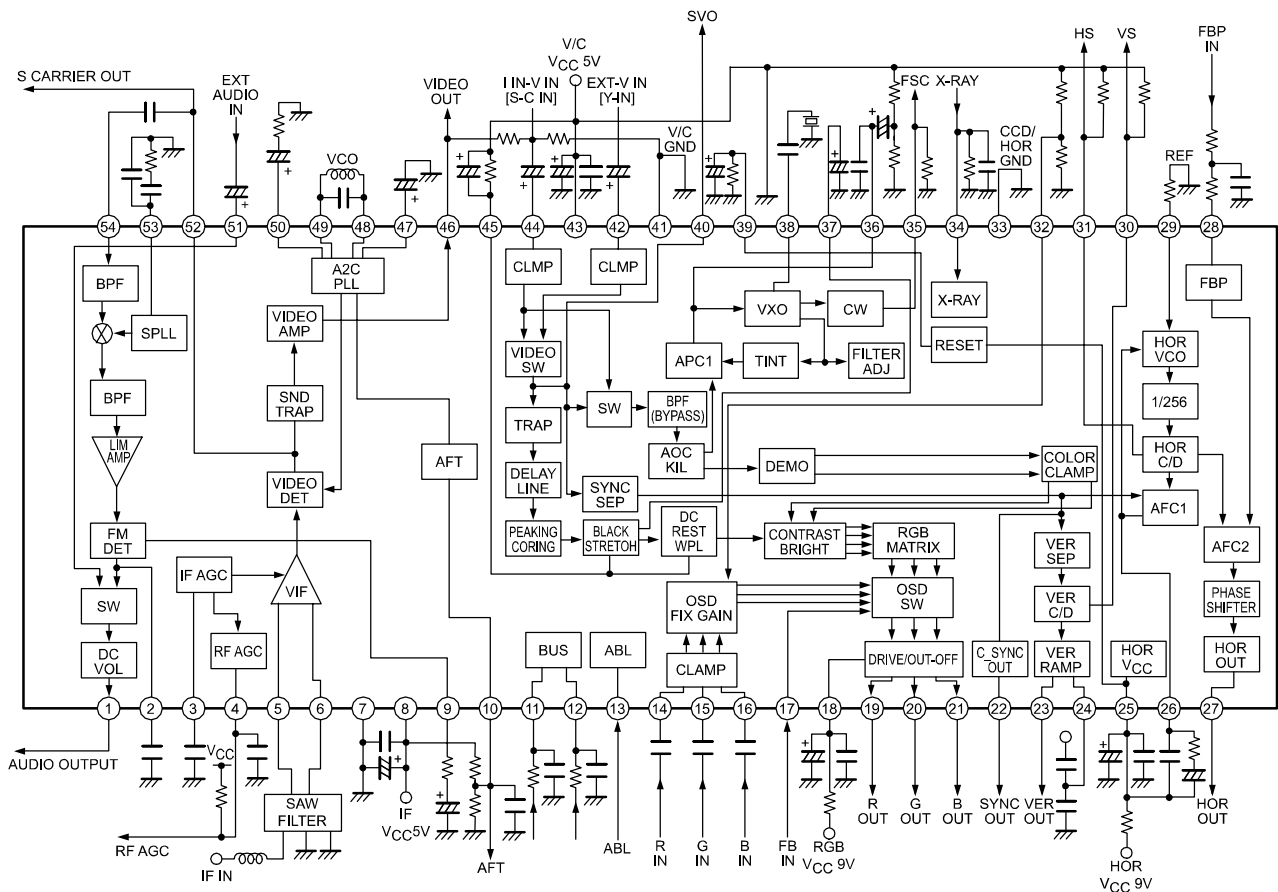 SVO
HS
VS
FBP
IN
V/C
VCC 5V
S CARRIER OUT
EXT
AUDIO
IN
VIDEO
OUT
I IN-V IN
[S-C IN]
EXT-V IN
[Y-IN]
FSC
X-RAY
CCD/
HOR
GND
V/C
GND
VCO
REF
54
53
52
51
50
49
48
47
46
45
44
43
42
41
40
39
38
37
36
35
34
33
32
31
30
29
28
BPF
SPLL
A2C
PLL
VIDEO
AMP
CLMP
CLMP
VXO
CW
X-RAY
FBP
VIDEO
SW
APC1
TINT
FILTER
ADJ
RESET
HOR
VCO
BPF
SND
TRAP
SW
BPF
(BYPASS)
1/256
TRAP
LIM
AMP
AFT
AOC
KIL
DEMO
COLOR
CLAMP
HOR
C/D
VIDEO
DET
DELAY
LINE
SYNC
SEP
AFC1
FM
DET
PEAKING
CORING
BLACK
STRETOH
DC
REST
WPL
CONTRAST
BRIGHT
RGB
MATRIX
VER
SEP
AFC2
IF AGC
VIF
SW
OSD
FIX GAIN
OSD
SW
VER
C/D
PHASE
SHIFTER
RF AGC
DC
VOL
BUS
ABL
CLAMP
DRIVE/OUT-OFF
C_SYNC
OUT
VER
RAMP
HOR
VCC
HOR
OUT
1
2
3
4
5
6
7
8
9
10
11
12
13
14
15
16
17
18
19
20
21
22
23
24
25
26
27
AUDIO OUTPUT
VCC
SAW
FILTER
RF AGC
IF IN
IF
VCC5V
AFT
ABL
R
IN
G
IN
B
IN
FB
IN
RGB
VCC 9V
R
OUT
G
OUT
B
OUT
SYNC
OUT
VER
OUT
HOR
VCC 9V
HOR
OUT